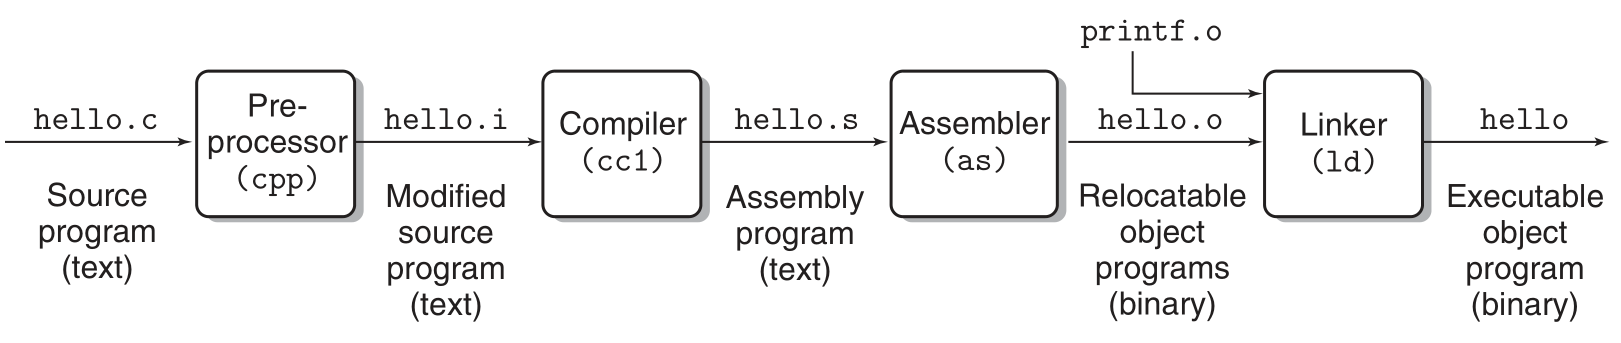 printf.o
hello.c
Pre-
processor
(cpp)
hello.i
Compiler
(cc1)
hello.s
Assembler
(as)
hello.o
Linker
(ld)
hello
Source
program
(text)
Modified
source
program
(text)
Assembly
program
(text)
Relocatable
object
programs
(binary)
Executable
object
program
(binary)